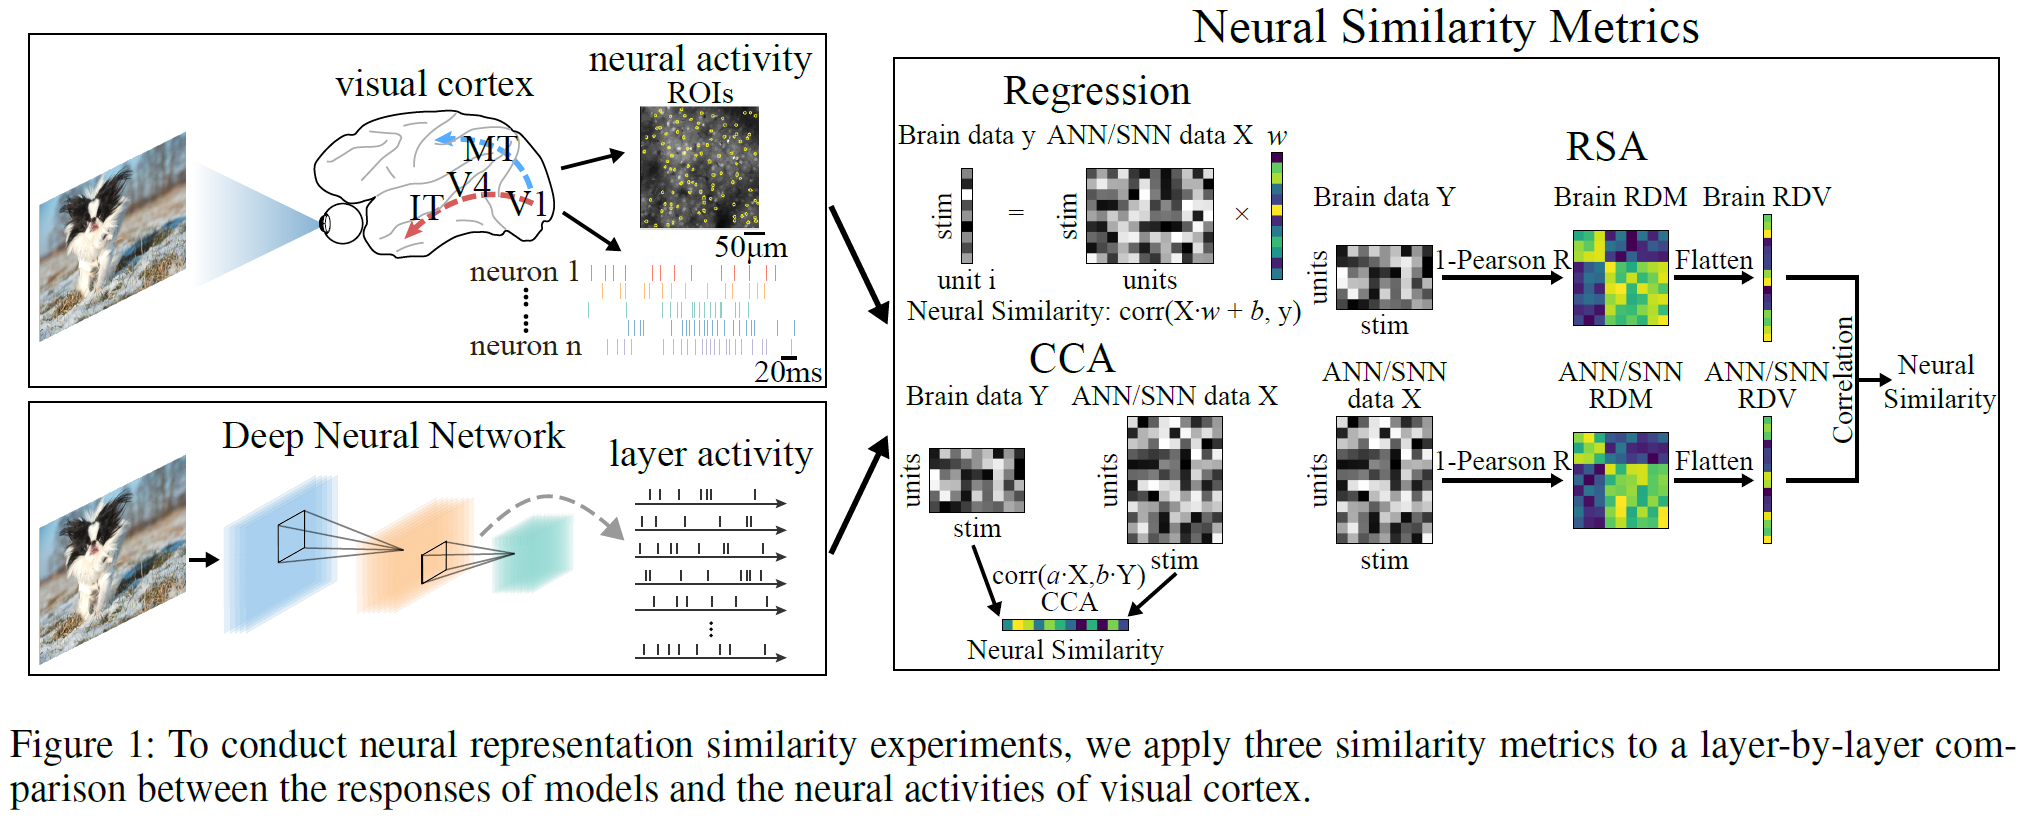 Neural Similarity Metrics
visual cortex
neural activity
ROIs
MT
V4
IT
V1
50μm
neuron 1
neuron n
20ms
Deep Neural Network
layer activity
Regression
Brain data y
ANN/SNN data X
w
stim
=
stim
×
unit i
units
Neural Similarity: corr(X·w + b, y)
CCA
Brain data Y
ANN/SNN data X
units
units
stim
stim
corr(a·X,b·Y)
CCA
Neural Similarity
RSA
Brain data Y
Brain RDM
Brain RDV
units
1-Pearson R
Flatten
stim
ANN/SNN
data X
ANN/SNN
RDM
ANN/SNN
RDV
units
1-Pearson R
Flatten
stim
Correlation
Neural
Similarity
Figure 1: To conduct neural representation similarity experiments, we apply three similarity metrics to a layer-by-layer com-
parison between the responses of models and the neural activities of visual cortex.